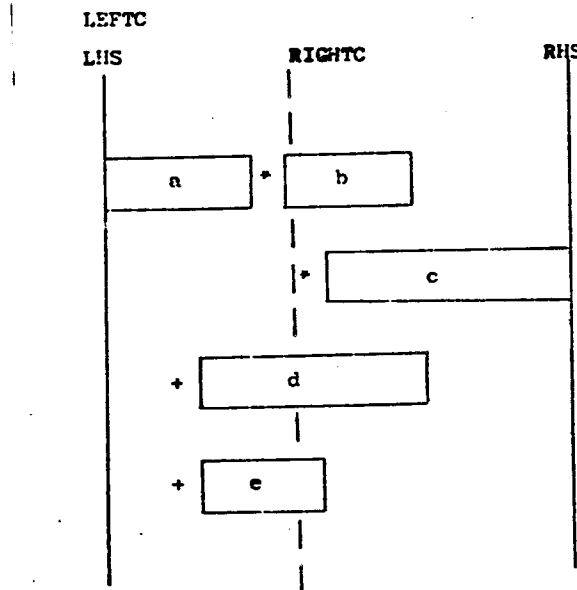 LEFTC
LHS RIGHTC RHS
a * b
* c
+ d
+ e